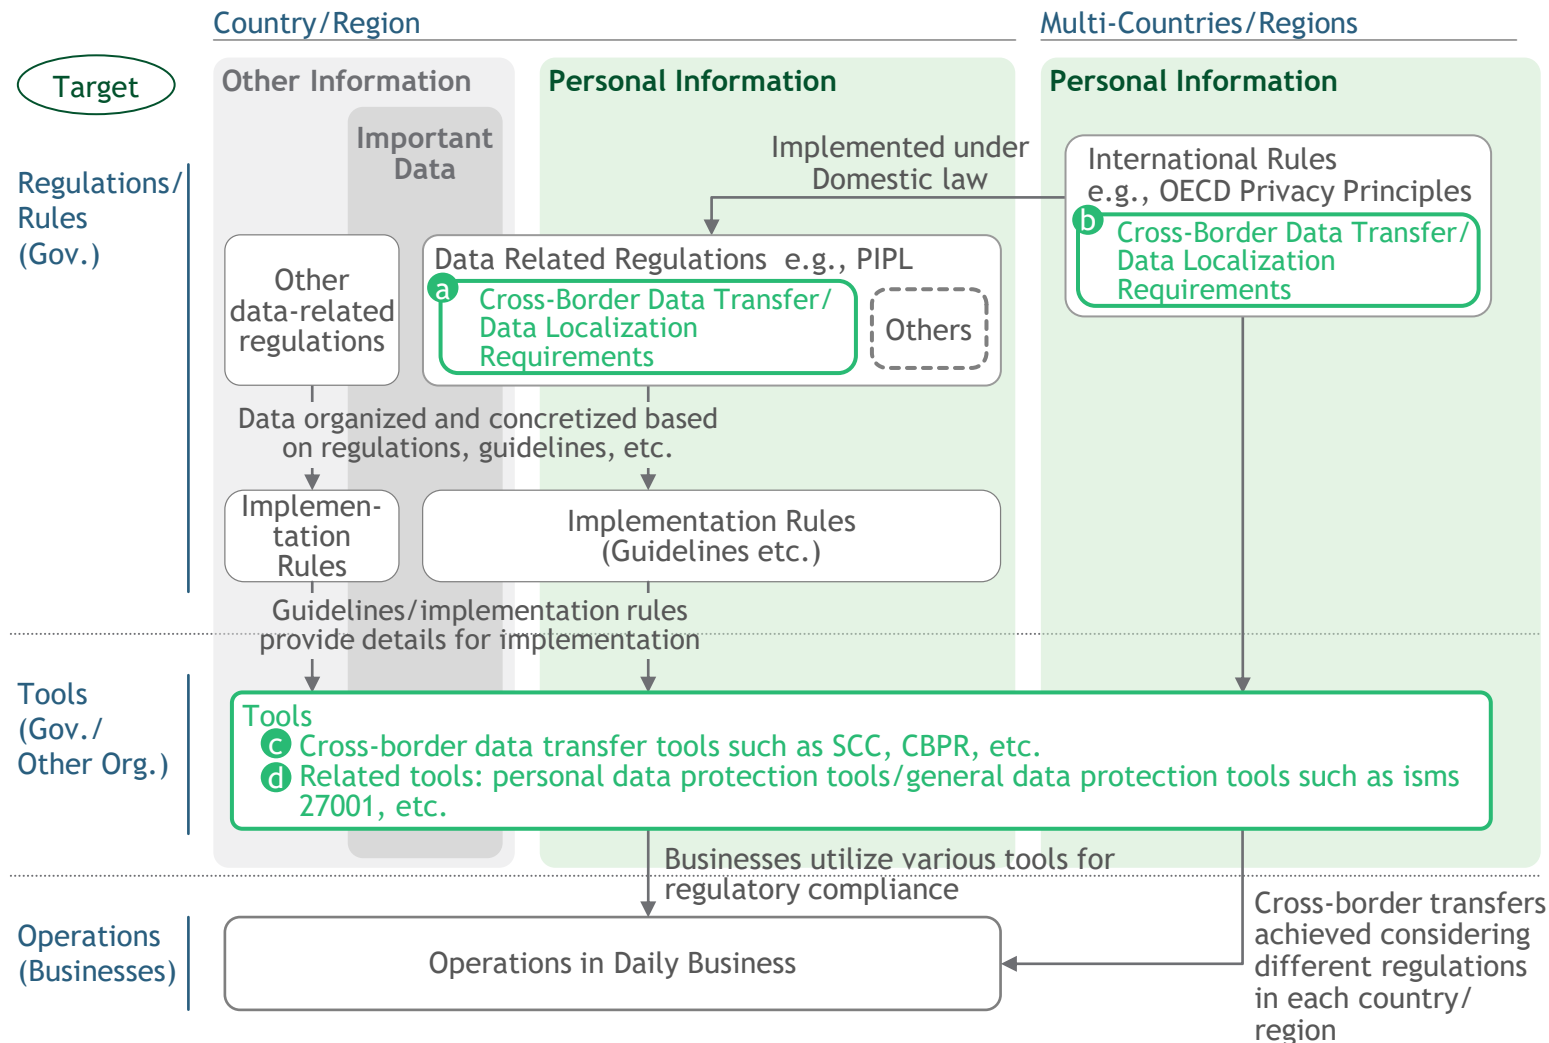 Country/Region
Multi-Countries/Regions
Target
Other Information
Personal Information
Personal Information
Important
Data
Implemented under
Domestic law
International Rules
e.g., OECD Privacy Principles
b
Cross-Border Data Transfer/
Data Localization
Requirements
Regulations/
Rules
(Gov.)
Other
data-related
regulations
Data Related Regulations e.g., PIPL
a
Cross-Border Data Transfer/
Data Localization
Requirements
Others
Data organized and concretized based
on regulations, guidelines, etc.
Implemen-
tation
Rules
Implementation Rules
(Guidelines etc.)
Guidelines/implementation rules
provide details for implementation
Tools
(Gov./
Other Org.)
Tools
c Cross-border data transfer tools such as SCC, CBPR, etc.
d Related tools: personal data protection tools/general data protection tools such as isms
27001, etc.
Businesses utilize various tools for
regulatory compliance
Operations
(Businesses)
Operations in Daily Business
Cross-border transfers
achieved considering
different regulations
in each country/
region